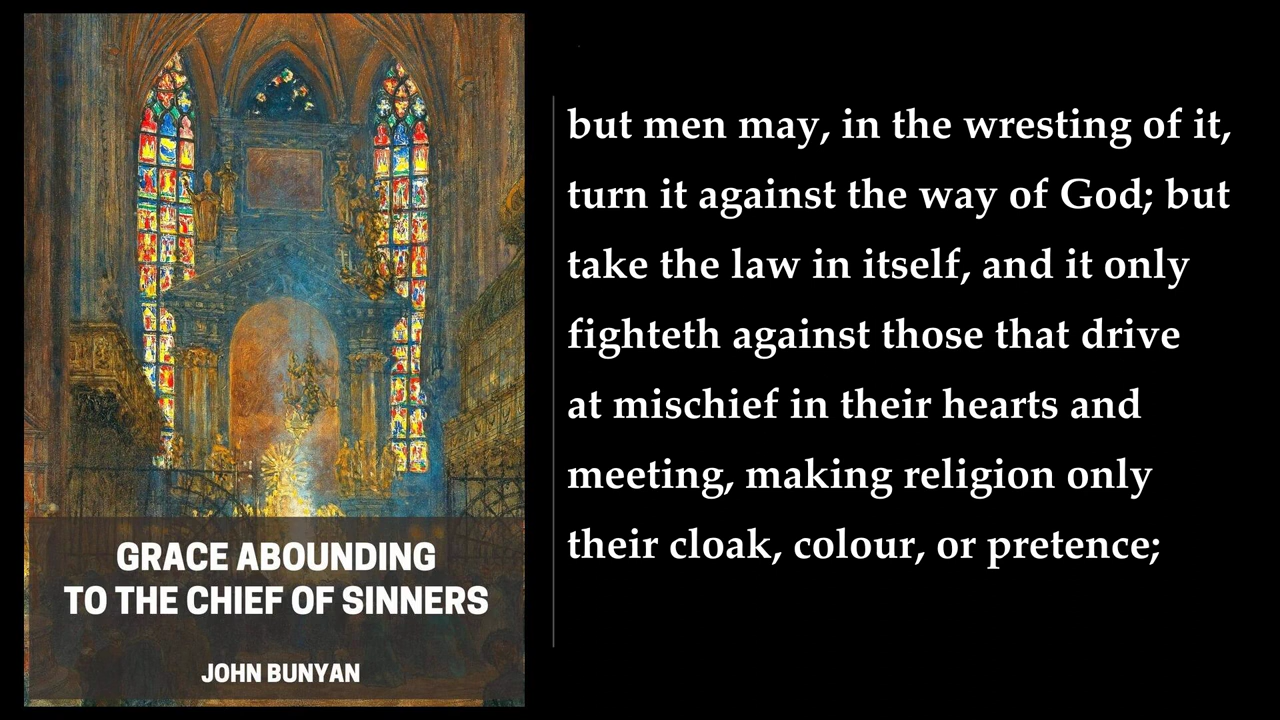 GRACE ABOUNDING
TO THE CHIEF OF SINNERS
JOHN BUNYAN
but men may, in the wresting of it,
turn it against the way of God; but
take the law in itself, and it only
fighteth against those that drive
at mischief in their hearts and
meeting, making religion only
their cloak, colour, or pretence;